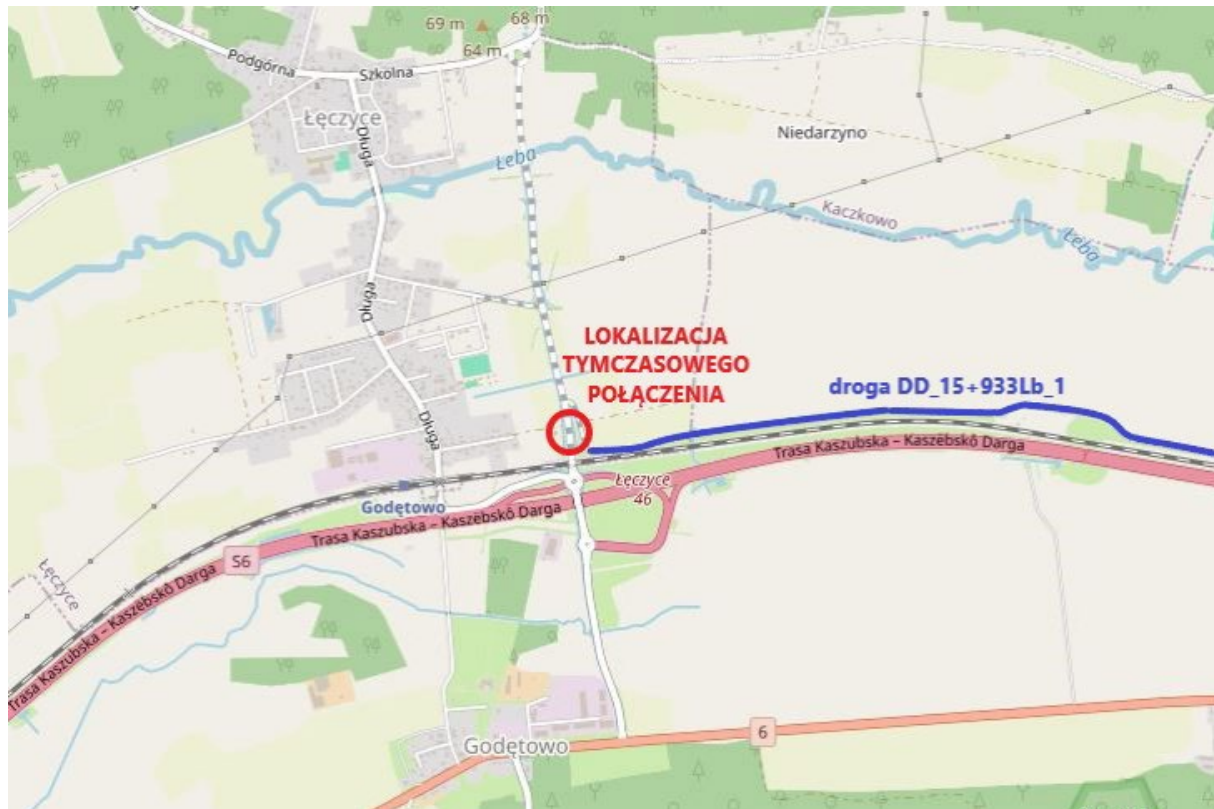 69 m
68 m
64 m
Podgórna
Szkolna
Łęczyce
Długa
Łeba
Niedarzyno
Kaczkowo
Łeba
Długa
LOKALIZACJA
TYMCZASOWEGO
POŁĄCZENIA
droga DD_15+933Lb_1
Długa
Trasa Kaszubska – Kaszëbskô Darga
Łęczyce
46
Godętowo
Trasa Kaszubska – Kaszëbskô Darga
S6
Łęczyce
Trasa Kaszubska – Kaszëbskô Darga
6
Godętowo